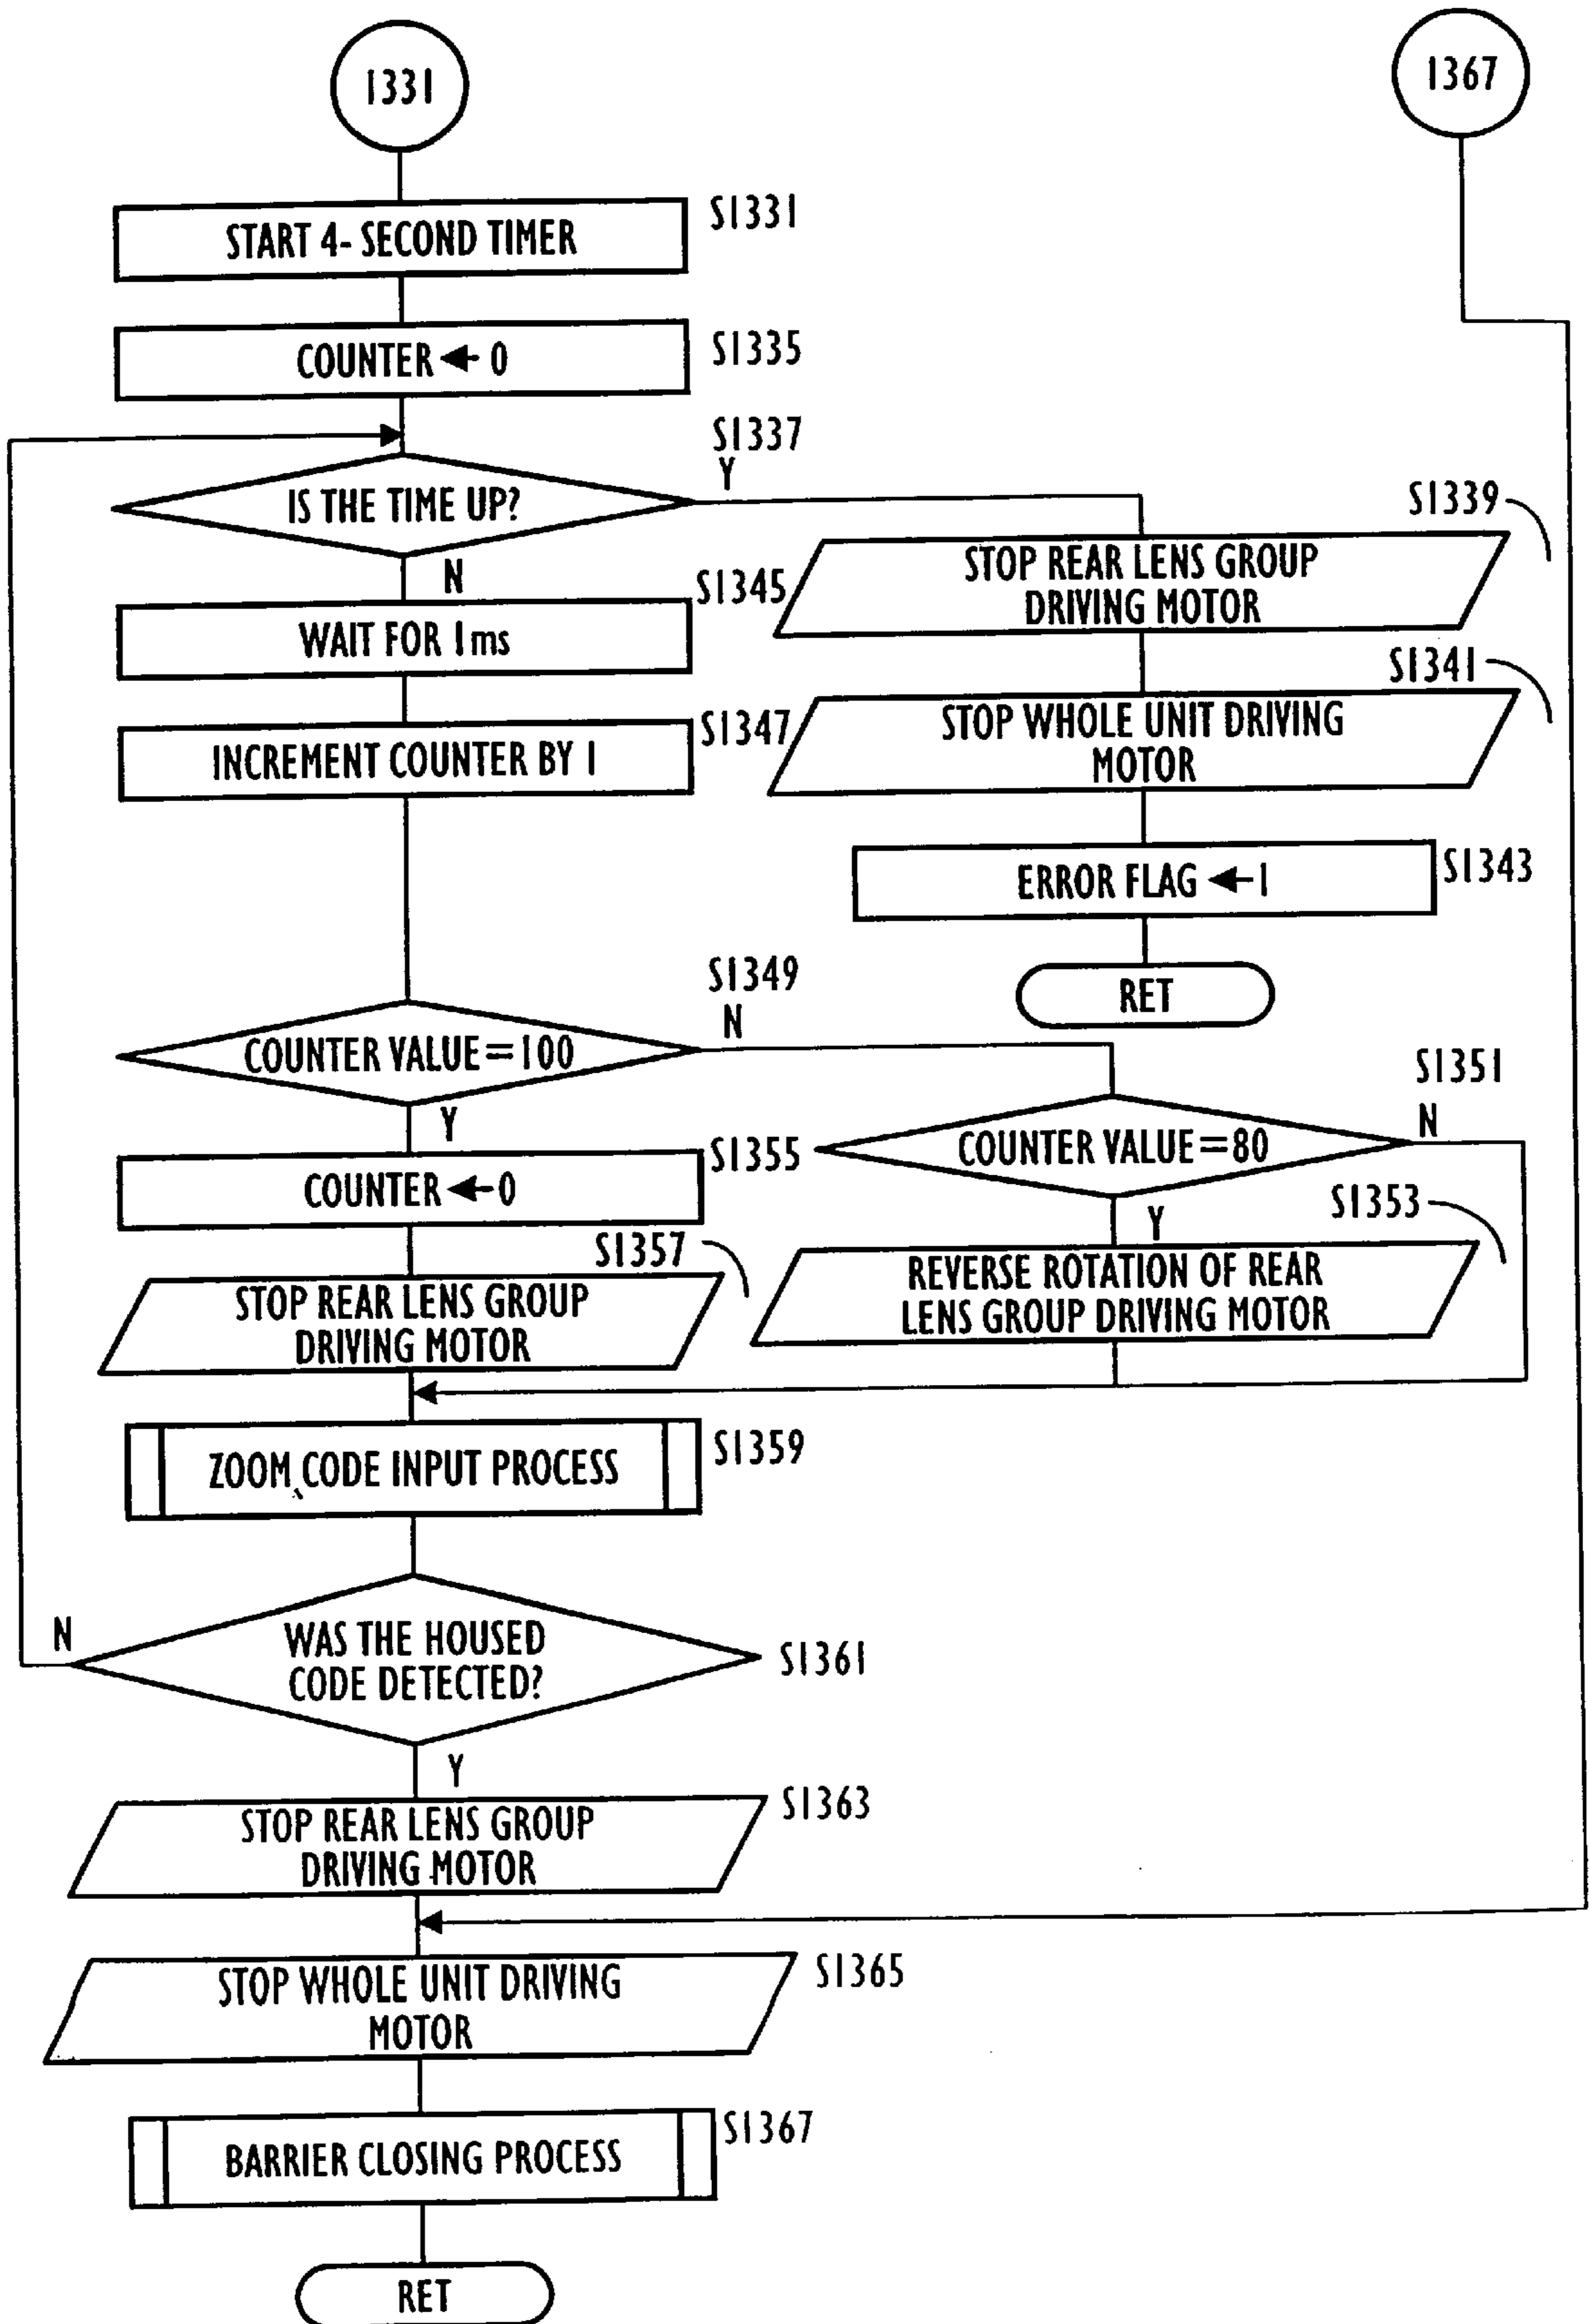 1331
1367
START 4- SECOND TIMER
S1331
COUNTER ← 0
S1335
S1337
IS THE TIME UP?
Y
N
S1339
STOP REAR LENS GROUP
DRIVING MOTOR
S1345
WAIT FOR 1ms
S1341
STOP WHOLE UNIT DRIVING
MOTOR
S1347
INCREMENT COUNTER BY 1
ERROR FLAG ←1
S1343
RET
S1349
COUNTER VALUE=100
N
Y
S1351
COUNTER VALUE=80
N
Y
S1355
COUNTER ←0
S1353
REVERSE ROTATION OF REAR
LENS GROUP DRIVING MOTOR
S1357
STOP REAR LENS GROUP
DRIVING MOTOR
ZOOM CODE INPUT PROCESS
S1359
N
WAS THE HOUSED
CODE DETECTED?
S1361
Y
STOP REAR LENS GROUP
DRIVING MOTOR
S1363
STOP WHOLE UNIT DRIVING
MOTOR
S1365
BARRIER CLOSING PROCESS
S1367
RET